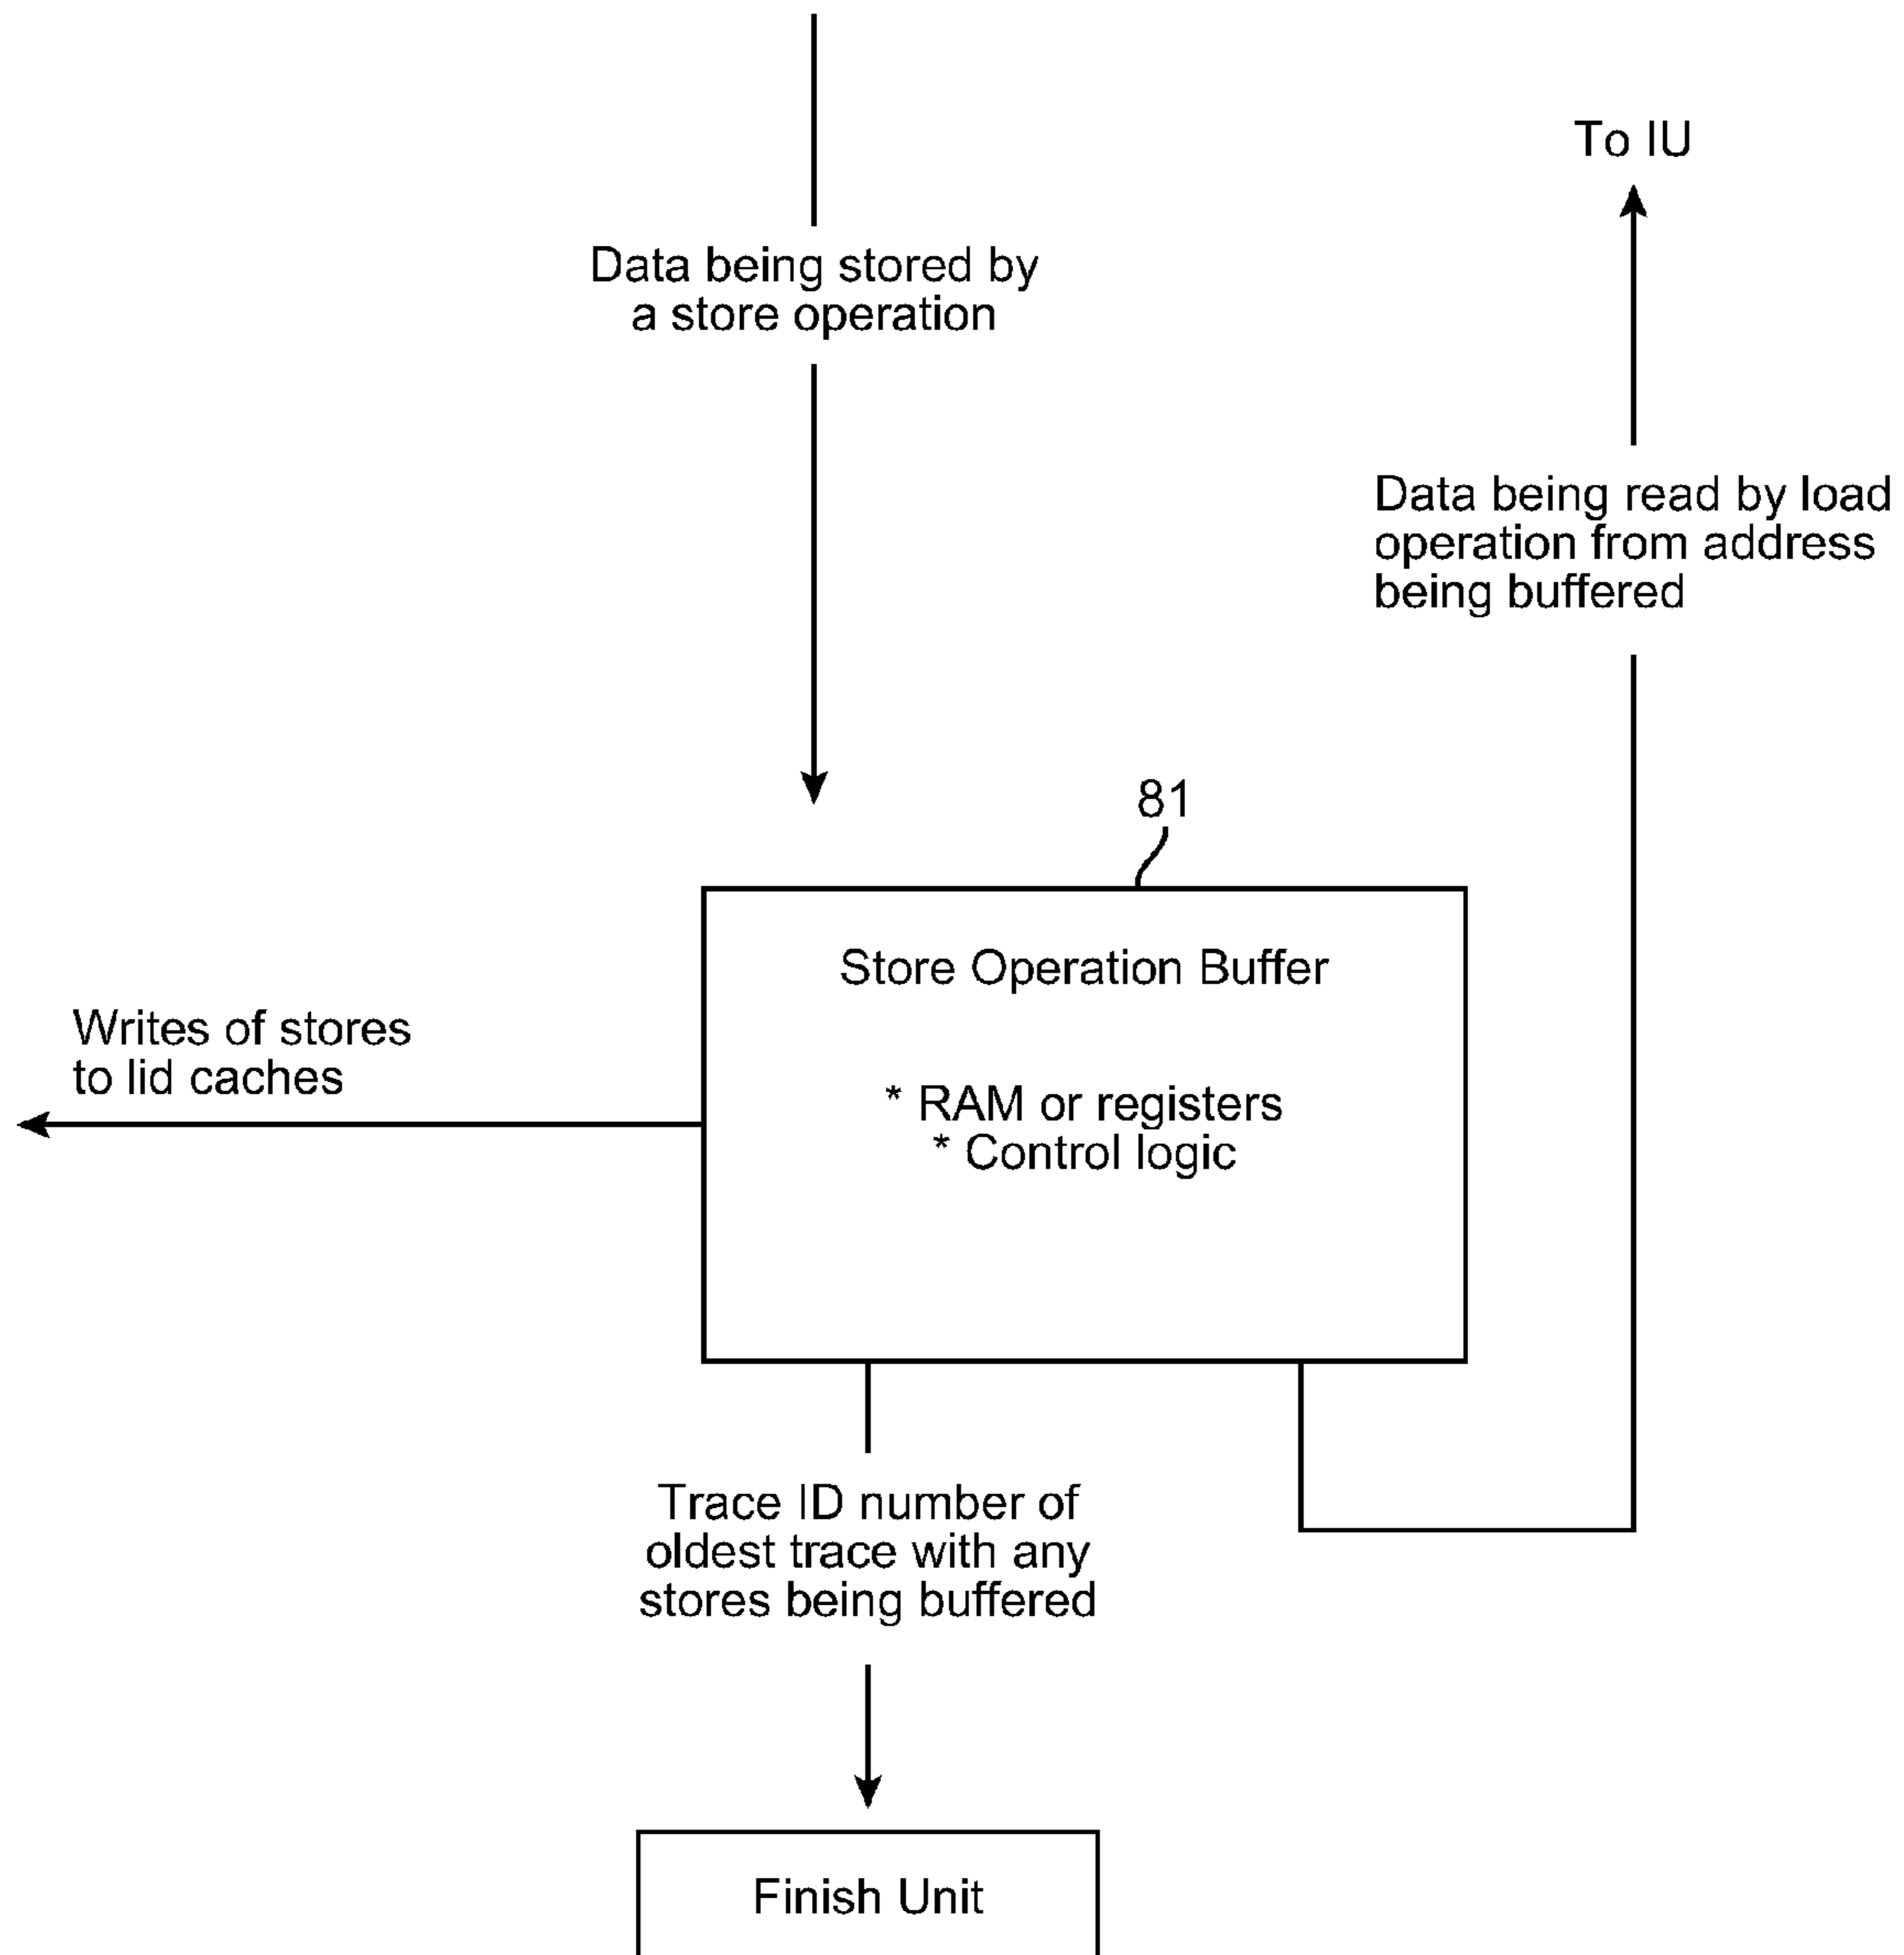 To IU
Data being stored by
a store operation
Data being read by load
operation from address
being buffered
81
Store Operation Buffer
* RAM or registers
* Control logic
Writes of stores
to lid caches
Trace ID number of
oldest trace with any
stores being buffered
Finish Unit